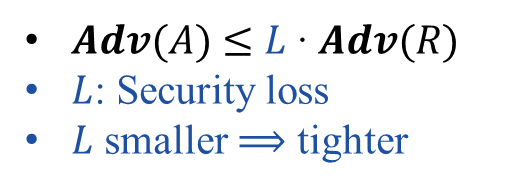 • Adv(A) ≤ L · Adv(R)
• L: Security loss
• L smaller ⟹ tighter